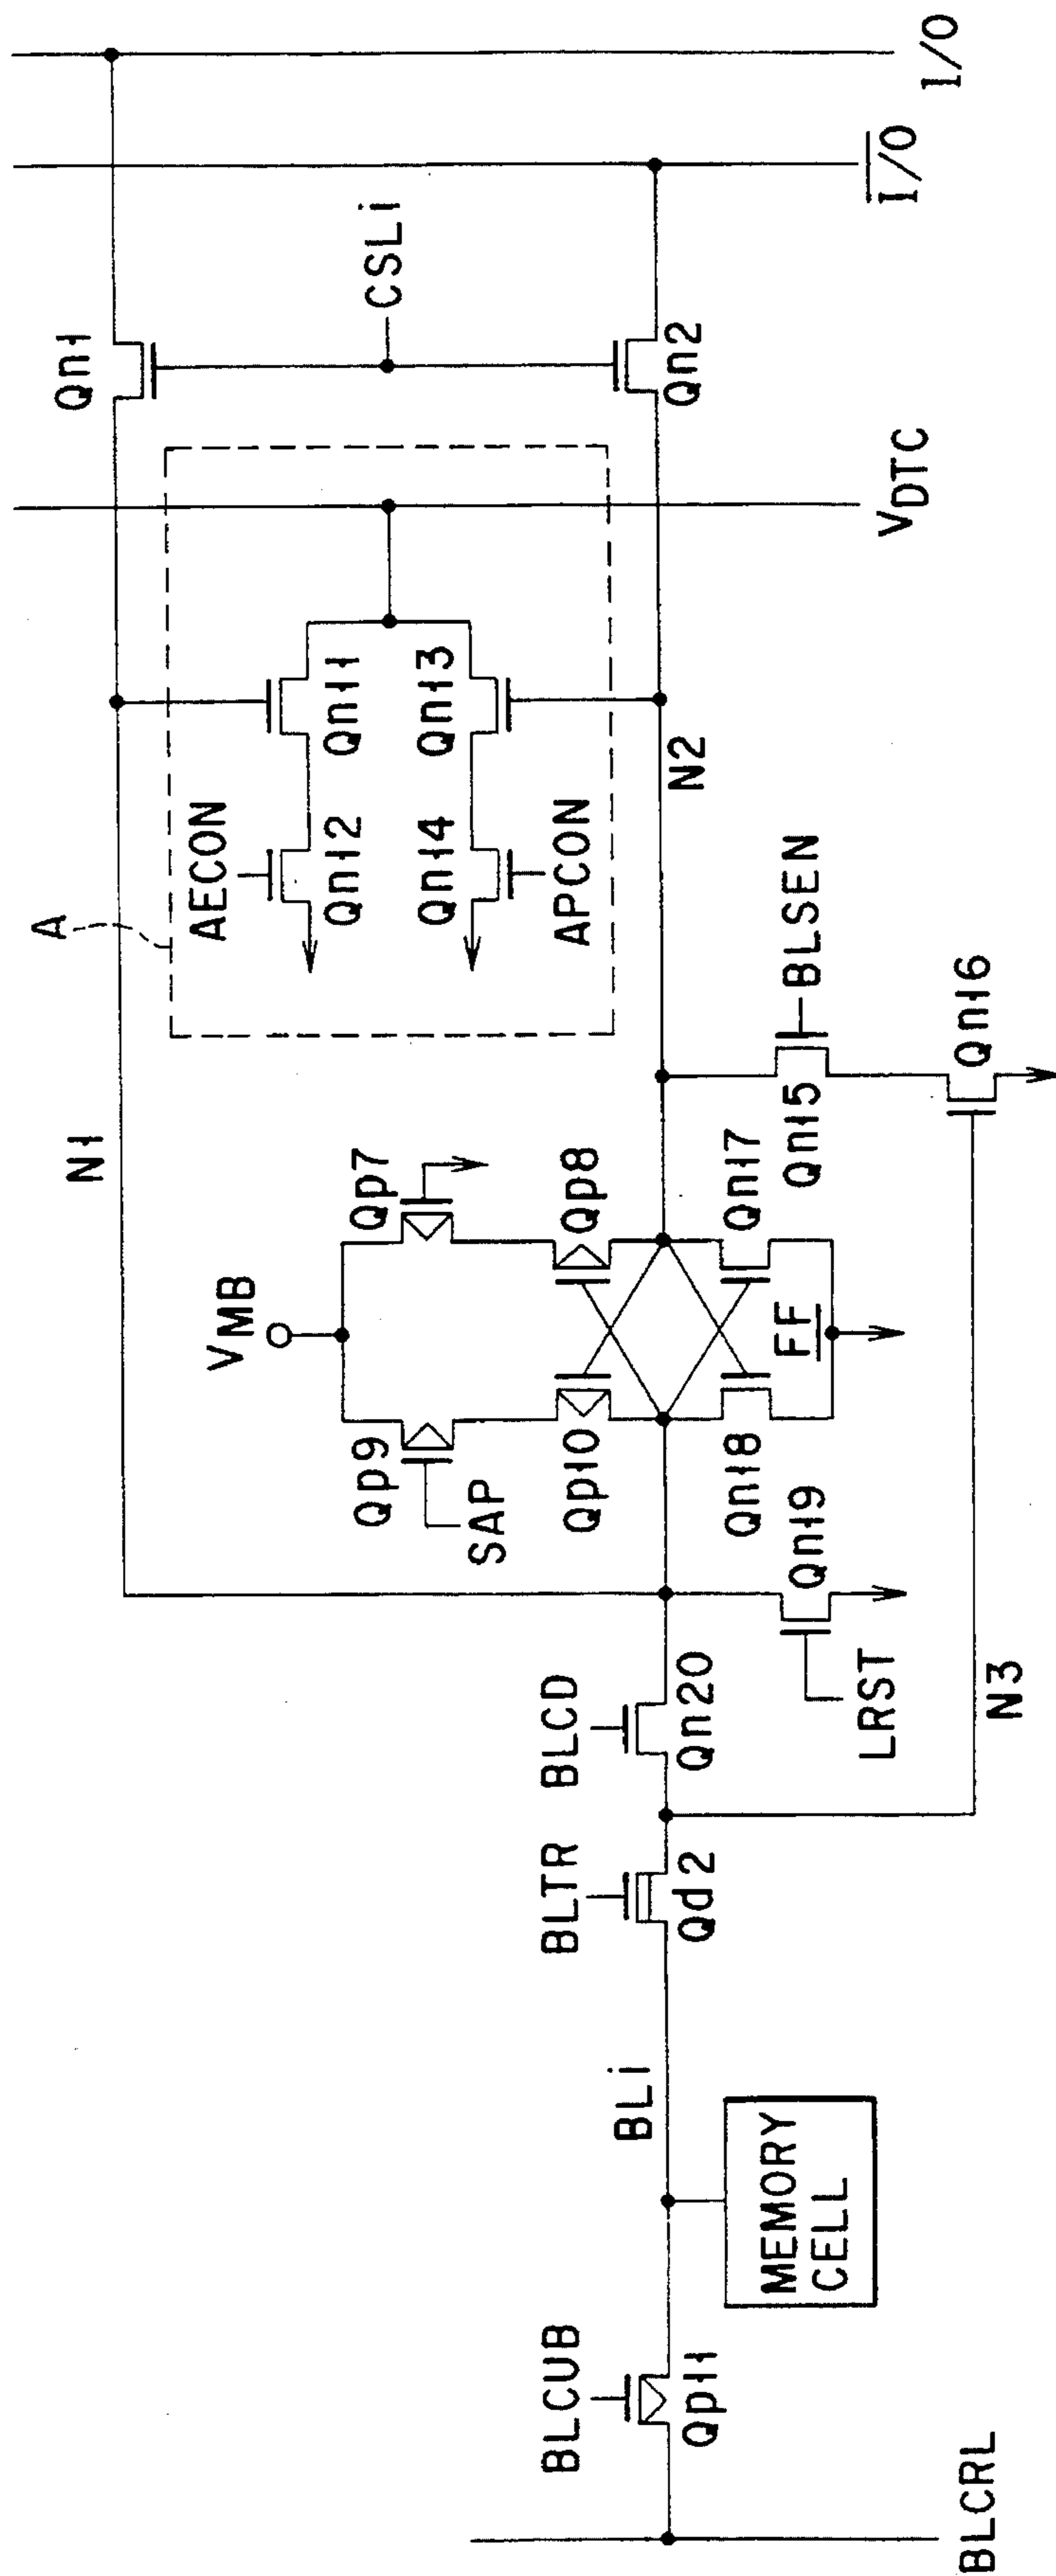 I/O
I/O
CSLi
Qn1
Qn2
VDTC
A
AECON
Qn11
Qn12
Qn13
Qn14
APCON
N1
N2
BLSEN
Qn15
Qn16
VMB
Qp7
Qp8
Qn17
FF
Qp9
SAP
Qp10
Qn18
Qn19
LRST
N3
BLCD
Qn20
BLTR
Qd2
BLi
MEMORY
CELL
BLCUB
Qp11
BLCRL